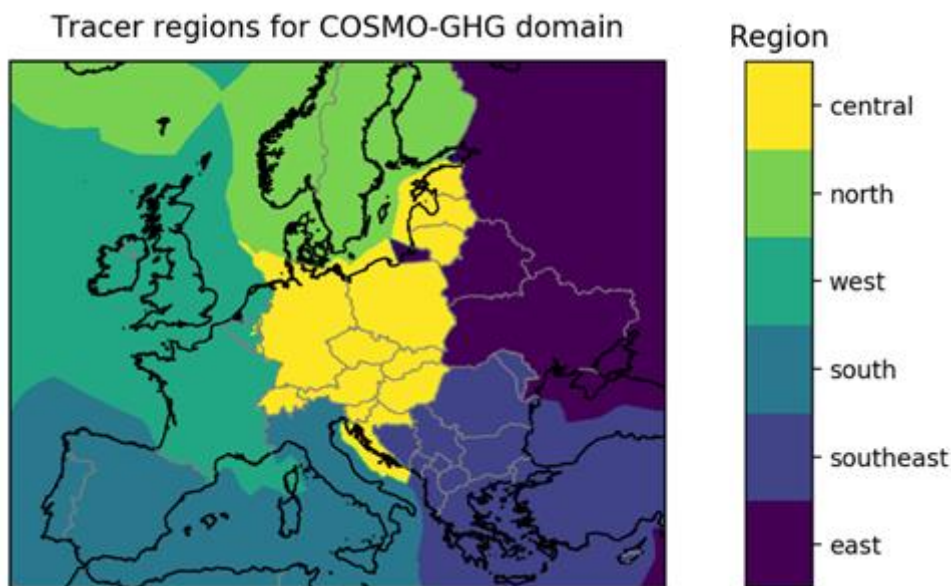 Tracer regions for COSMO-GHG domain
Region
central
north
west
south
southeast
east